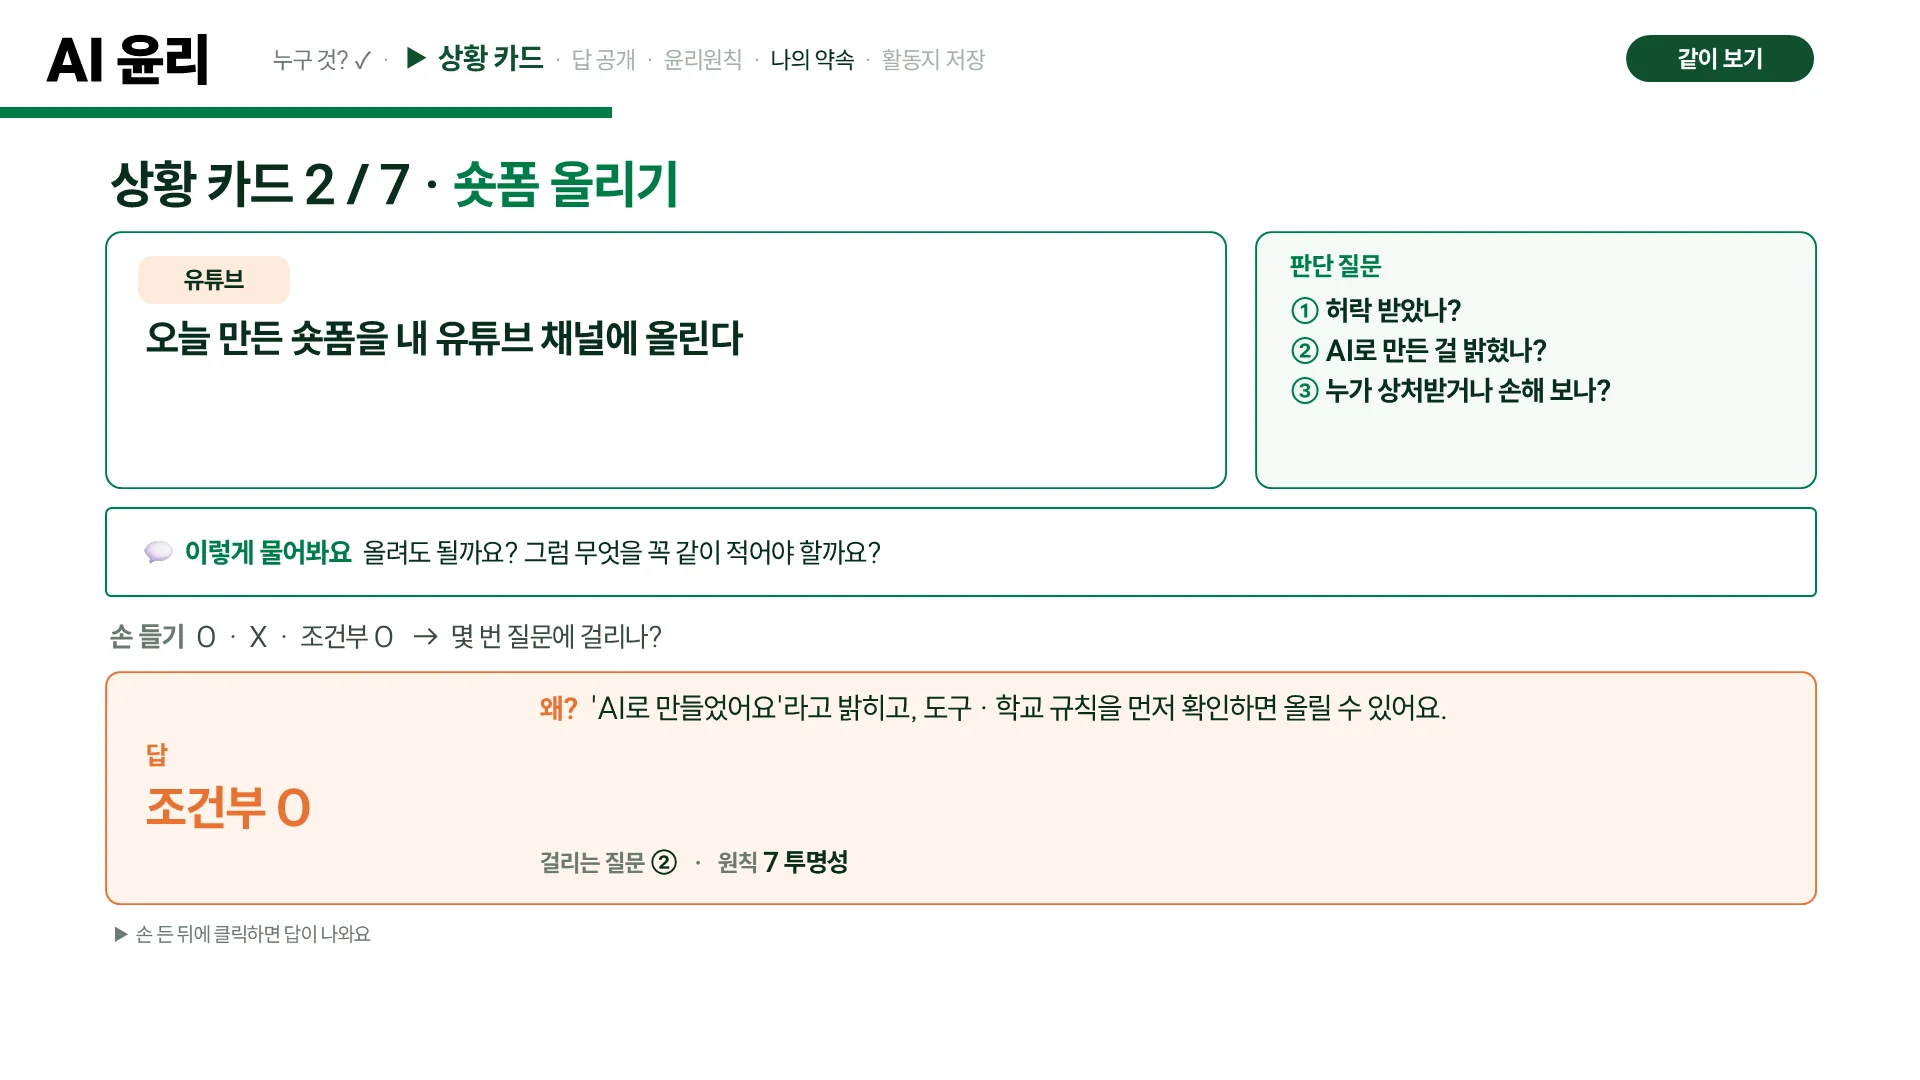 AI 윤리
누구 것? ✓ · ▶ 상황 카드 · 답 공개 · 윤리원칙 · 나의 약속 · 활동지 저장
같이 보기
상황 카드 2 / 7 · 숏폼 올리기
유튜브
오늘 만든 숏폼을 내 유튜브 채널에 올린다
판단 질문
① 허락 받았나?
② AI로 만든 걸 밝혔나?
③ 누가 상처받거나 손해 보나?
💬 이렇게 물어봐요 올려도 될까요? 그럼 무엇을 꼭 같이 적어야 할까요?
손 들기 O · X · 조건부 O → 몇 번 질문에 걸리나?
답
조건부 O
왜? 'AI로 만들었어요'라고 밝히고, 도구 · 학교 규칙을 먼저 확인하면 올릴 수 있어요.
걸리는 질문 ② · 원칙 7 투명성
▶ 손 든 뒤에 클릭하면 답이 나와요